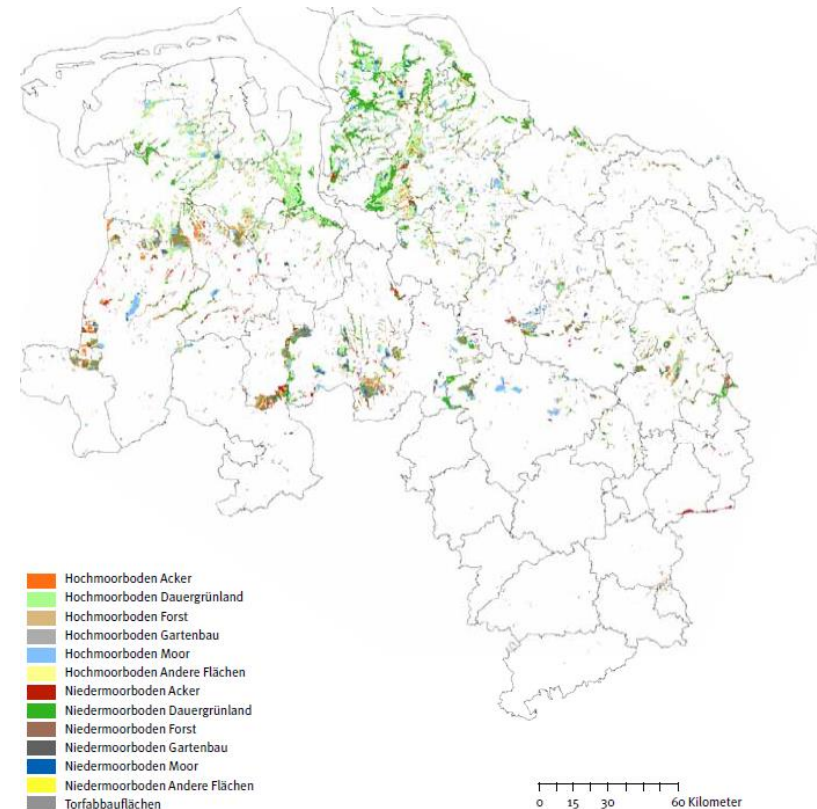 Hochmoorboden Acker
Hochmoorboden Dauergrünland
Hochmoorboden Forst
Hochmoorboden Gartenbau
Hochmoorboden Moor
Hochmoorboden Andere Flächen
Niedermoorboden Acker
Niedermoorboden Dauergrünland
Niedermoorboden Forst
Niedermoorboden Gartenbau
Niedermoorboden Moor
Niedermoorboden Andere Flächen
Torfabbauflächen
0 15 30 60 Kilometer